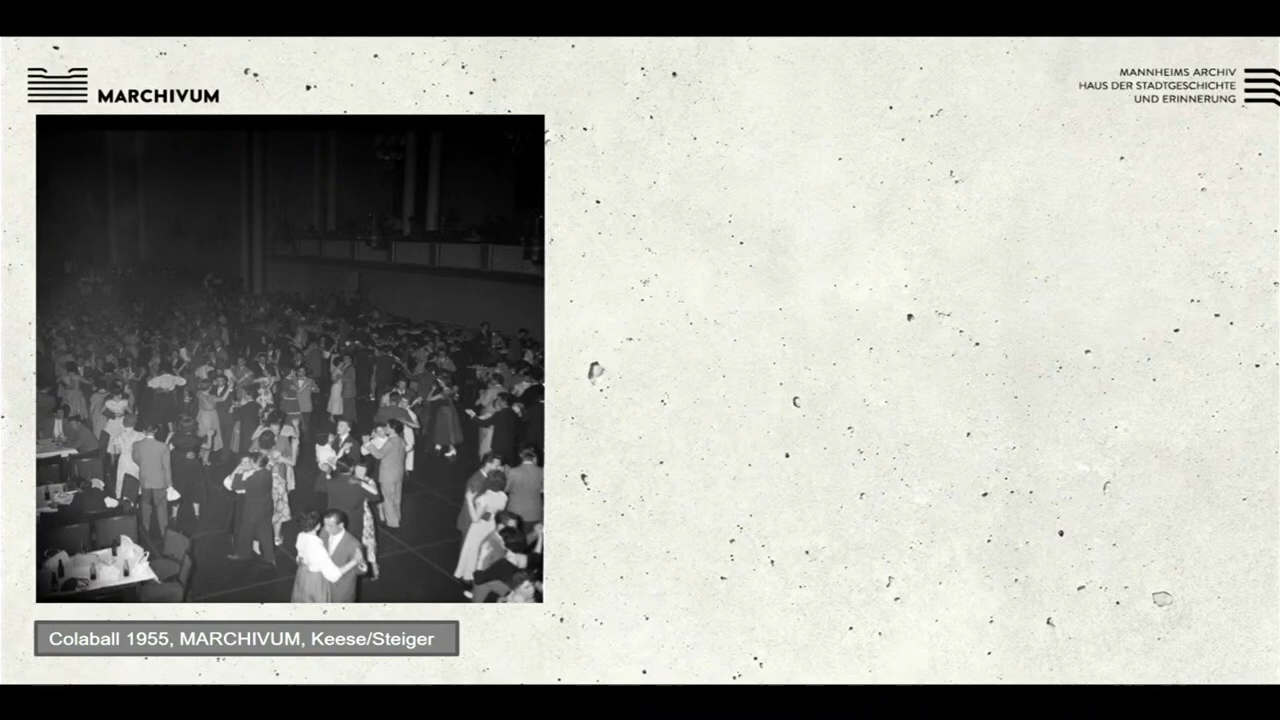 MARCHIVUM
MANNHEIMS ARCHIV
HAUS DER STADTGESCHICHTE
UND ERINNERUNG
Colaball 1955, MARCHIVUM, Keese/Steiger